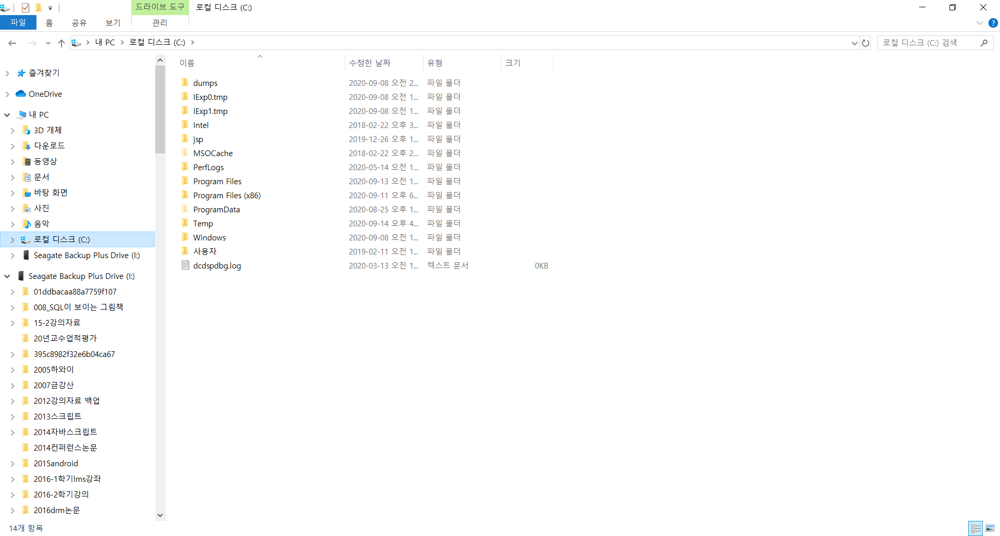 드라이브 도구 로컬 디스크 (C:)
파일 홈 공유 보기 관리
내 PC 로컬 디스크 (C:) 로컬 디스크 (C:) 검색
즐겨찾기
OneDrive
내 PC
3D 개체
다운로드
동영상
문서
바탕 화면
사진
음악
로컬 디스크 (C:)
Seagate Backup Plus Drive (I:)
Seagate Backup Plus Drive (I:)
01ddbacaa88a7759f107
008_SQL이 보이는 그림책
15-2강의자료
20년교수업적평가
395c8982f32e6b04ca67
2005하와이
2007금강산
2012강의자료 백업
2013스크립트
2014자바스크립트
2014컨퍼런스논문
2015android
2016-1학기lms강좌
2016-2학기강의
2016drm논문
이름 수정한 날짜 유형 크기
dumps 2020-09-08 오전 2... 파일 폴더
IExp0.tmp 2020-09-08 오전 1... 파일 폴더
IExp1.tmp 2020-09-08 오전 1... 파일 폴더
Intel 2018-02-22 오후 3... 파일 폴더
jsp 2019-12-26 오후 1... 파일 폴더
MSOCache 2018-02-22 오후 2... 파일 폴더
PerfLogs 2020-05-14 오전 1... 파일 폴더
Program Files 2020-09-13 오전 1... 파일 폴더
Program Files (x86) 2020-09-11 오후 6... 파일 폴더
ProgramData 2020-08-25 오후 1... 파일 폴더
Temp 2020-09-14 오후 4... 파일 폴더
Windows 2020-09-08 오전 1... 파일 폴더
사용자 2019-02-11 오전 1... 파일 폴더
dcdspdbg.log 2020-03-13 오전 1... 텍스트 문서 0KB
14개 항목